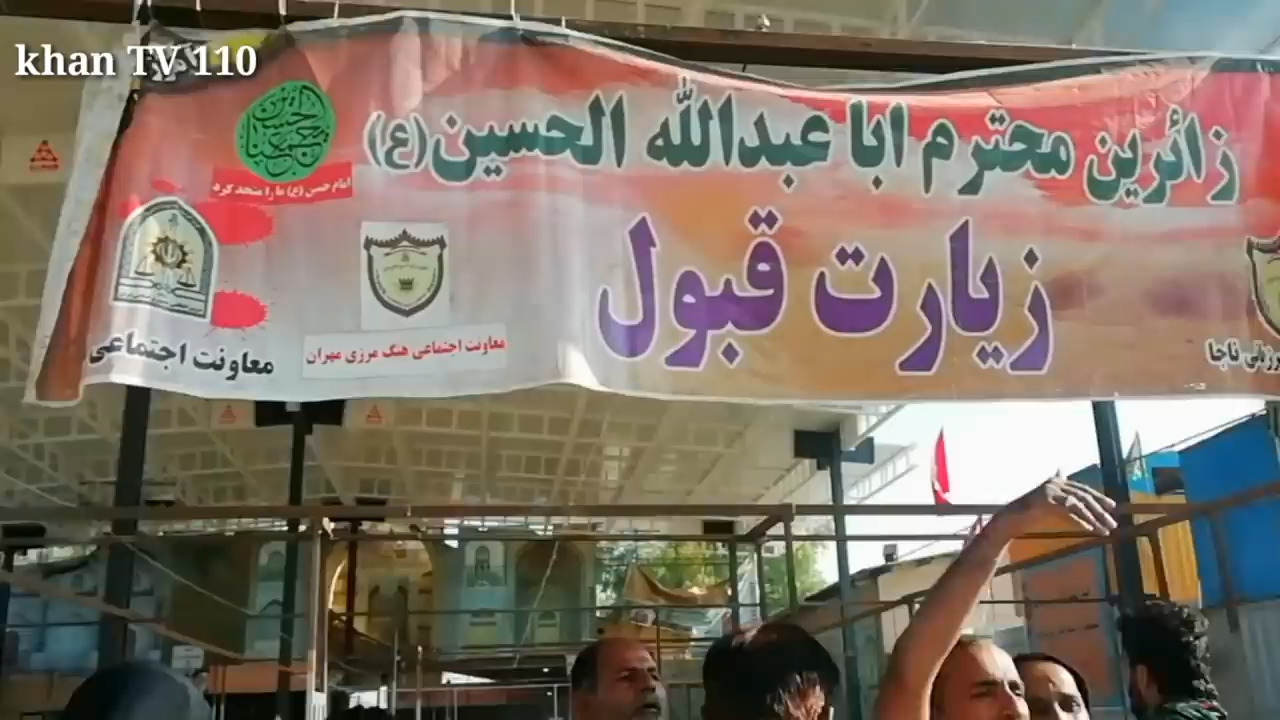 khan TV 110
زائرین محترم ابا عبدالله الحسین(ع)
زیارت قبول
امام حسین (ع) ما را متحد کرد
معاونت اجتماعی
معاونت اجتماعی هنگ مرزی مهران
ناجا